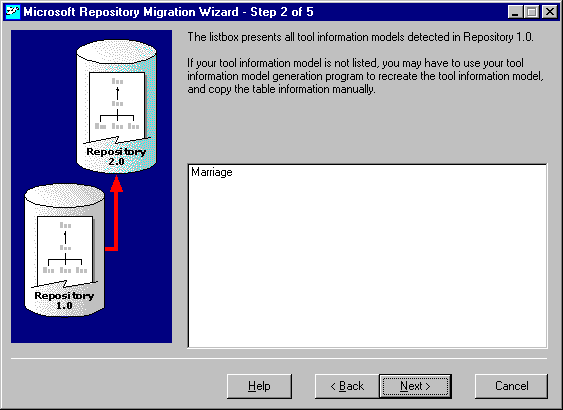 Microsoft Repository Migration Wizard - Step 2 of 5
The listbox presents all tool information models detected in Repository 1.0.
If your tool information model is not listed, you may have to use your tool
information model generation program to recreate the tool information model,
and copy the table information manually.
Repository
2.0
Repository
1.0
Marriage
Help
< Back
Next >
Cancel